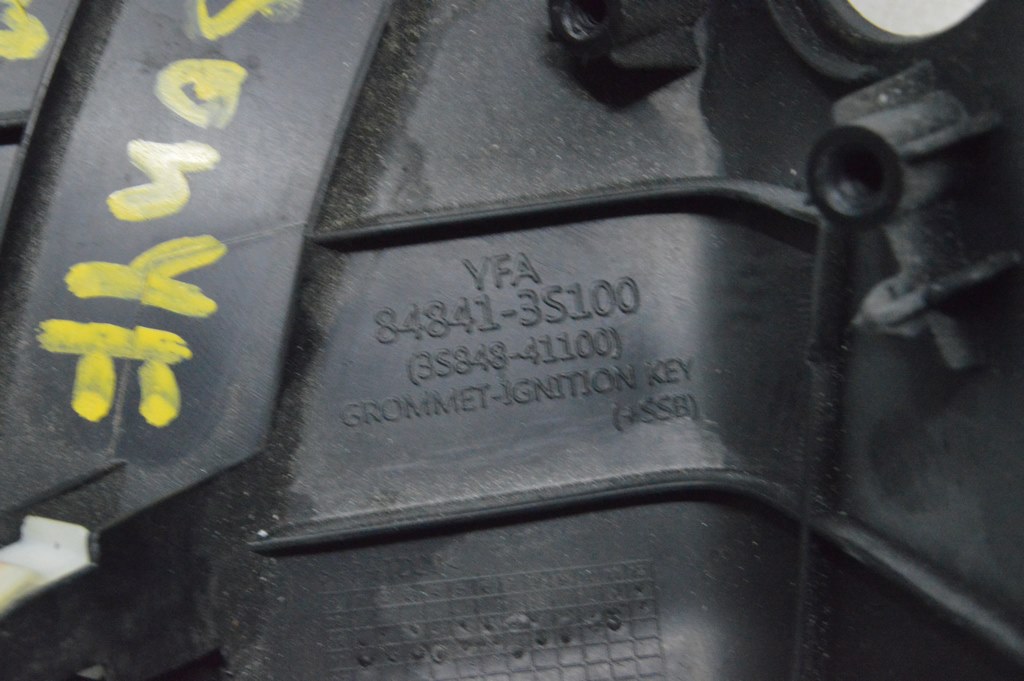 YFA
84841-3S100
(3S848-41100)
GROMMET-IGNITION KEY
(+SSB)